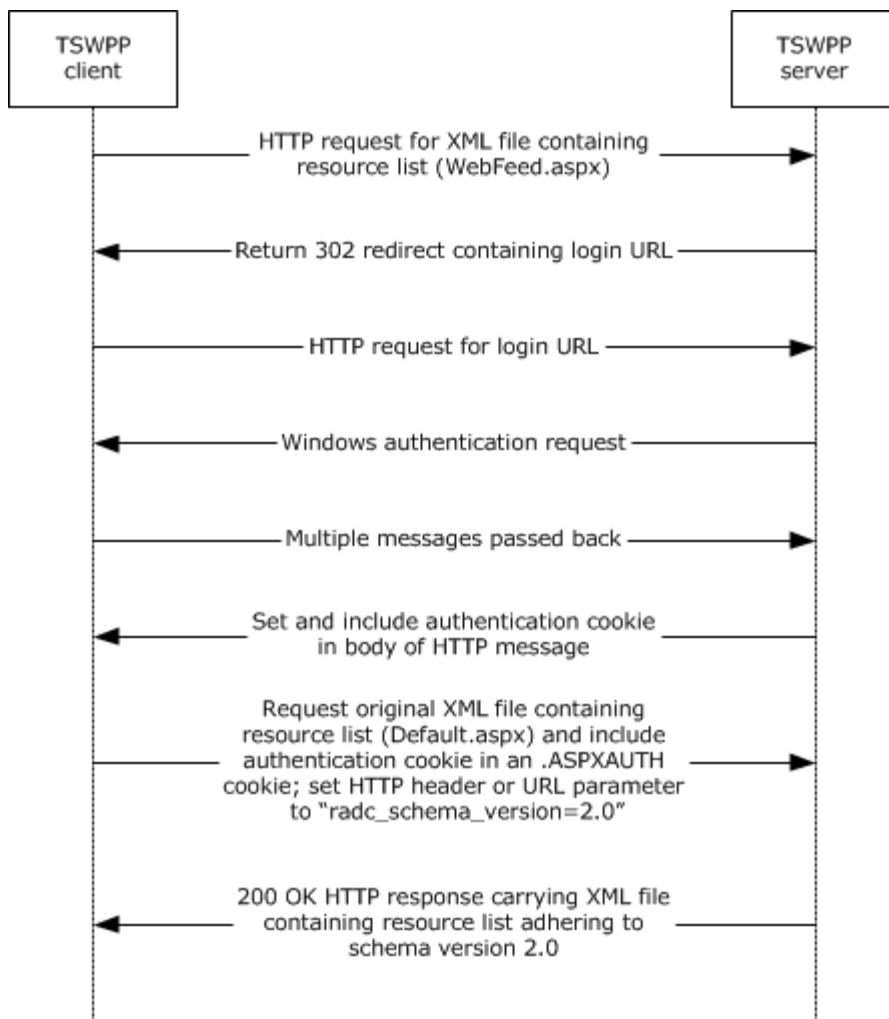 TSWPP
client
TSWPP
server
HTTP request for XML file containing
resource list (WebFeed.aspx)
Return 302 redirect containing login URL
HTTP request for login URL
Windows authentication request
Multiple messages passed back
Set and include authentication cookie
in body of HTTP message
Request original XML file containing
resource list (Default.aspx) and include
authentication cookie in an .ASPXAUTH
cookie; set HTTP header or URL parameter
to “radc_schema_version=2.0”
200 OK HTTP response carrying XML file
containing resource list adhering to
schema version 2.0